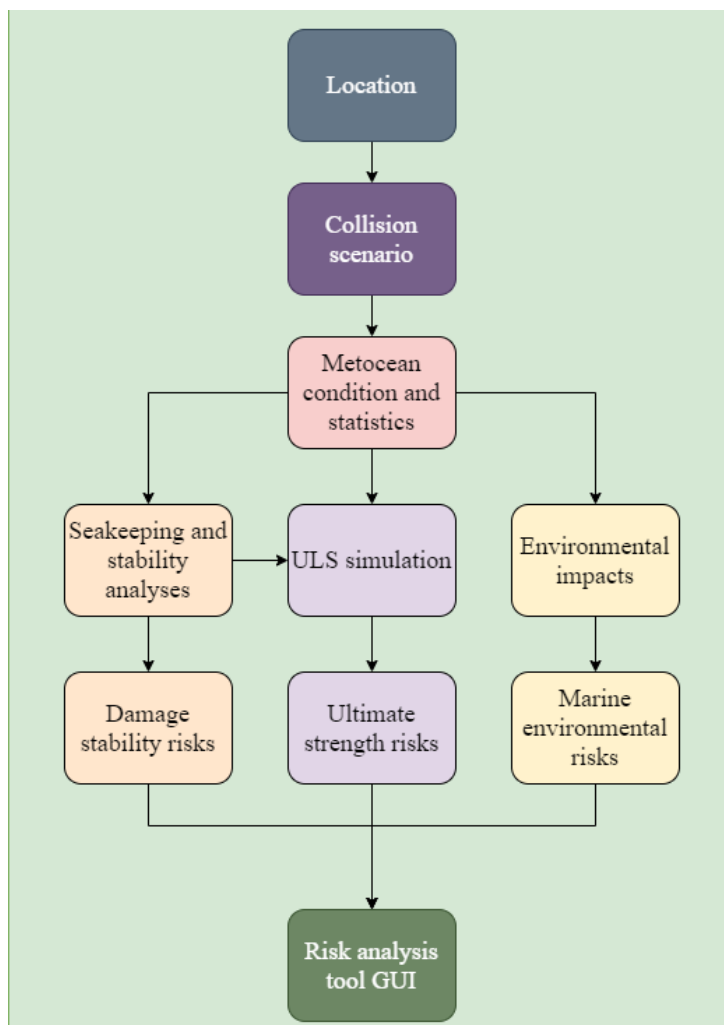 Location
Collision
scenario
Metocean
condition and
statistics
Seakeeping and
stability
analyses
ULS simulation
Environmental
impacts
Damage
stability risks
Ultimate
strength risks
Marine
environmental
risks
Risk analysis
tool GUI